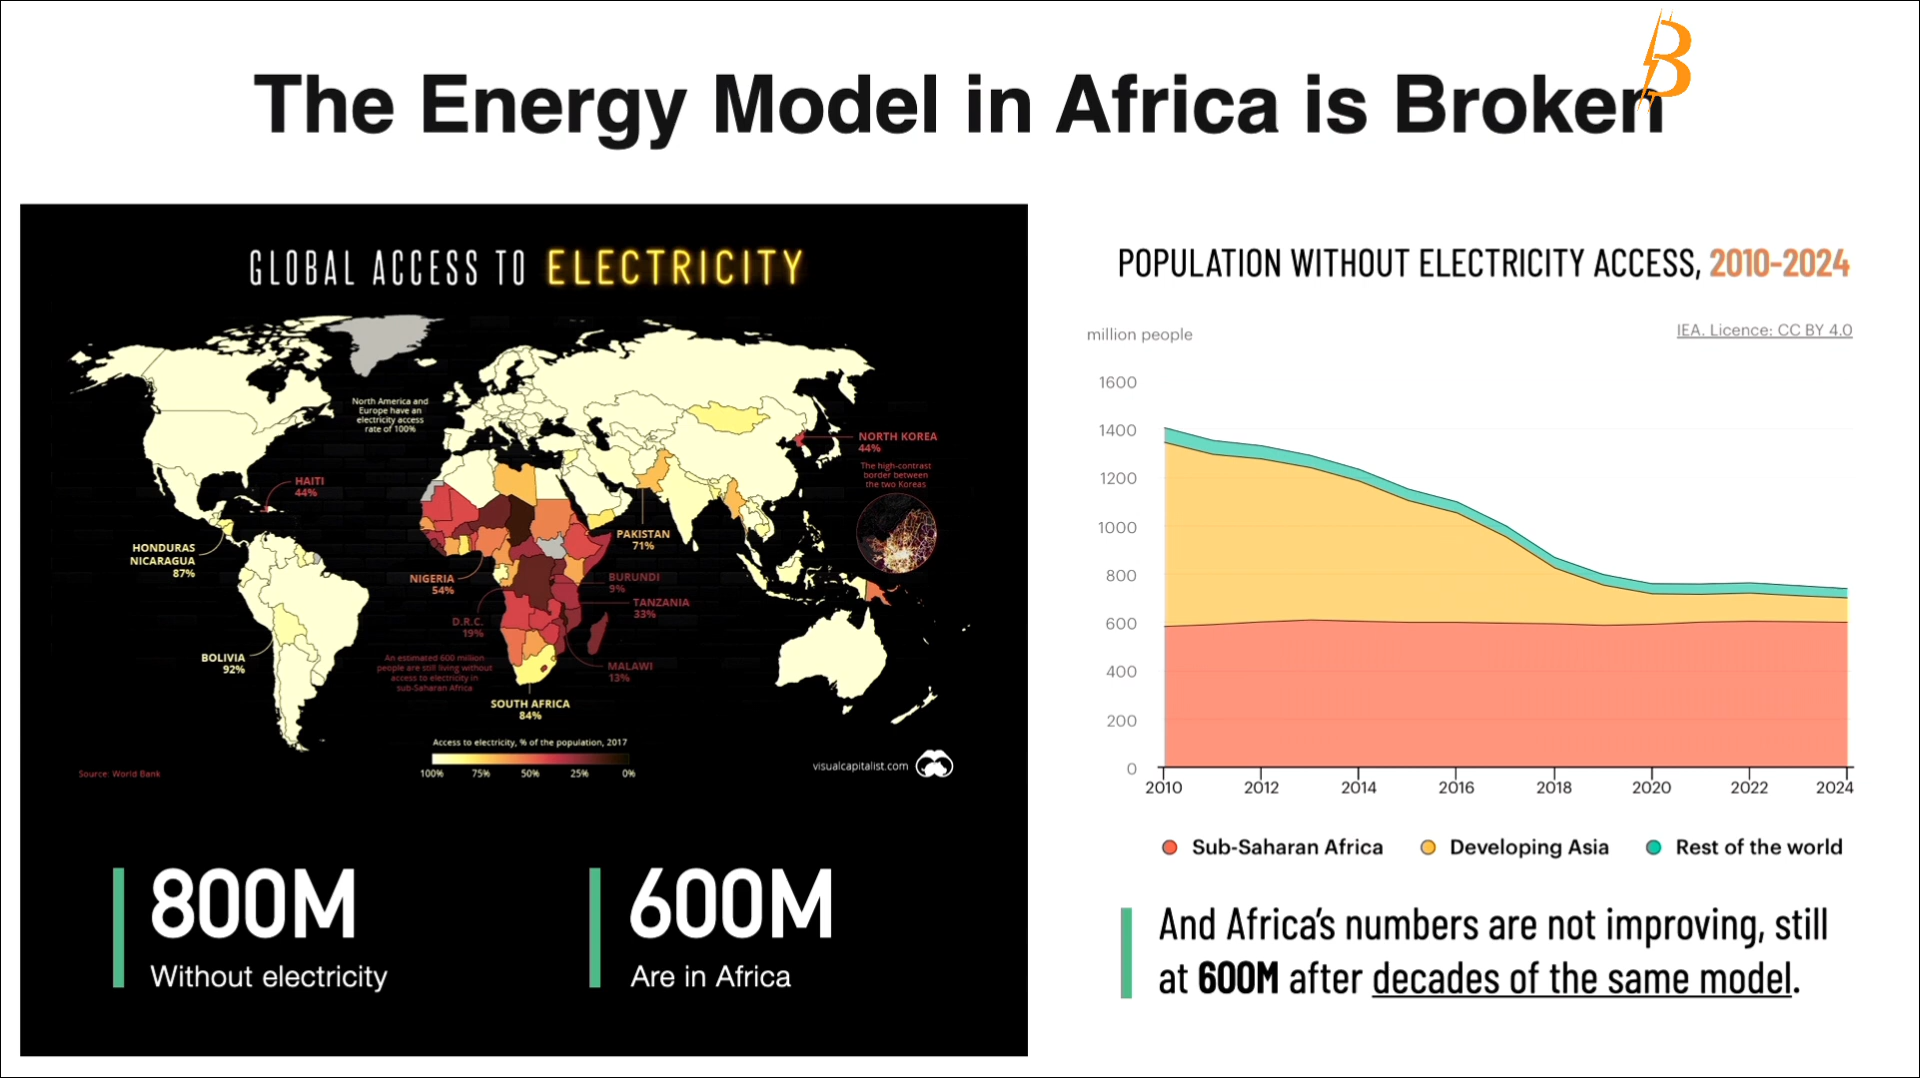 The Energy Model in Africa is Broken
GLOBAL ACCESS TO ELECTRICITY
North America and
Europe have an
electricity access
rate of 100%
NORTH KOREA
44%
The high-contrast
border between
the two Koreas
HAITI
44%
HONDURAS
NICARAGUA
87%
PAKISTAN
71%
NIGERIA
54%
BURUNDI
9%
TANZANIA
33%
D.R.C.
19%
BOLIVIA
92%
An estimated 600 million
people are still living without
access to electricity in
sub-Saharan Africa
MALAWI
13%
SOUTH AFRICA
84%
Access to electricity, % of the population, 2017
100% 75% 50% 25% 0%
Source: World Bank
visualcapitalist.com
800M
Without electricity
600M
Are in Africa
POPULATION WITHOUT ELECTRICITY ACCESS, 2010-2024
million people
IEA. Licence: CC BY 4.0
1600
1400
1200
1000
800
600
400
200
0
2010 2012 2014 2016 2018 2020 2022 2024
Sub-Saharan Africa Developing Asia Rest of the world
And Africa's numbers are not improving, still
at 600M after decades of the same model.